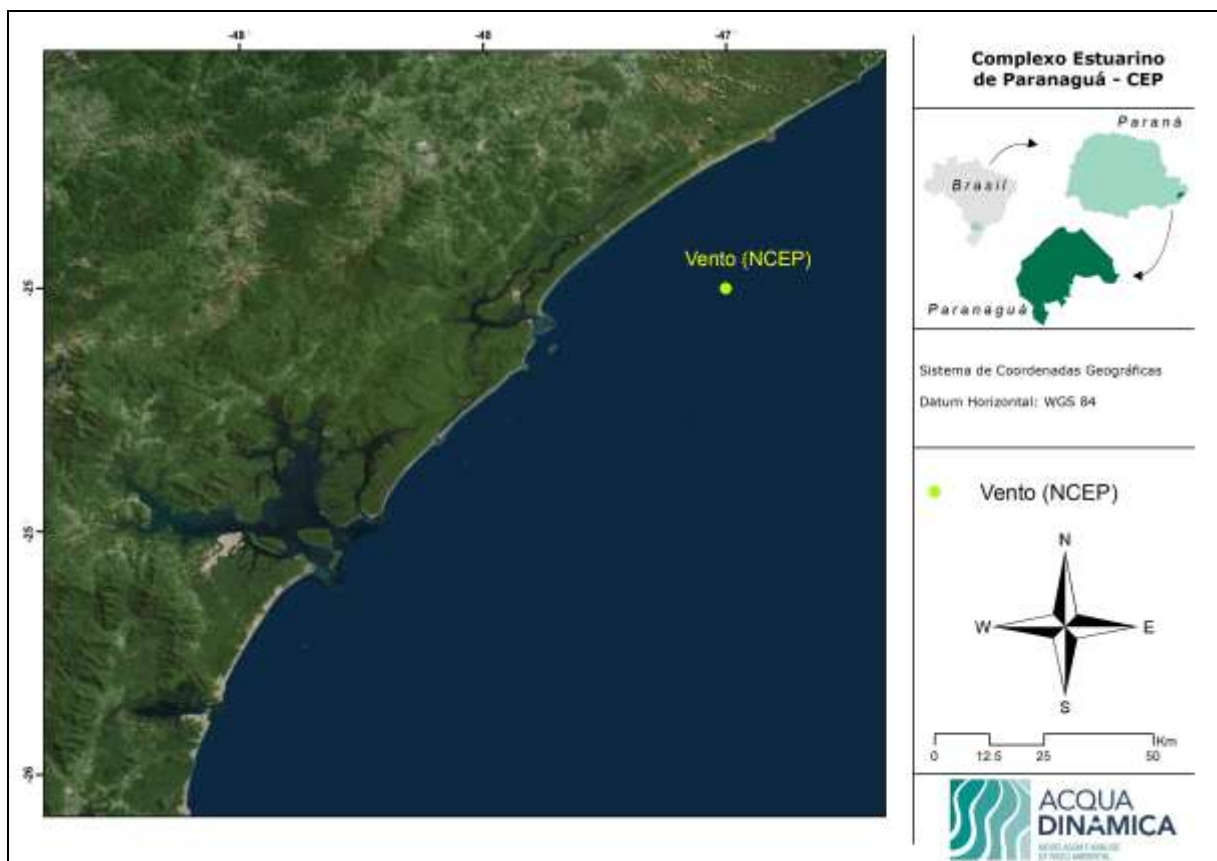 -48
-48
-47
-25
-25
-26
Vento (NCEP)
Complexo Estuarino
de Paranaguá - CEP
Paraná
Brasil
Paranaguá
Sistema de Coordenadas Geográficas
Datum Horizontal: WGS 84
Vento (NCEP)
N
W
E
S
Km
0
12.5
25
50
ACQUA
DINÂMICA